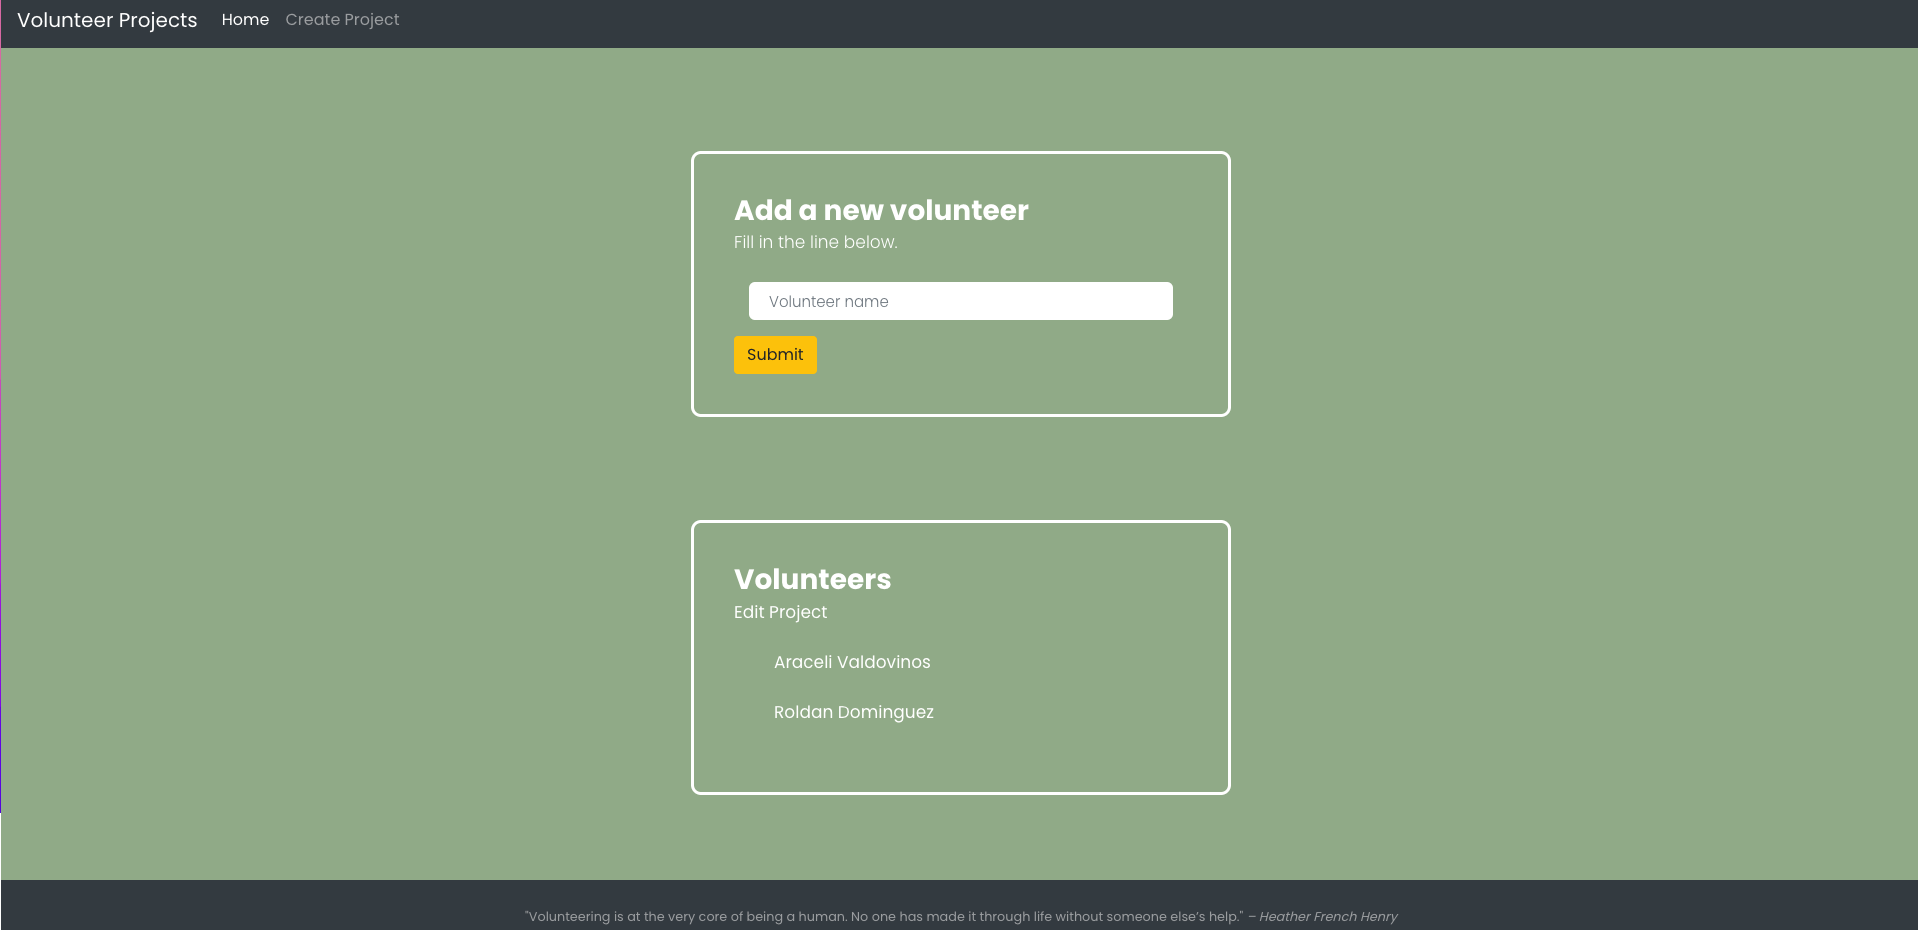 Volunteer Projects Home Create Project
Add a new volunteer
Fill in the line below.
Volunteer name
Submit
Volunteers
Edit Project
Araceli Valdovinos
Roldan Dominguez
"Volunteering is at the very core of being a human. No one has made it through life without someone else’s help." – Heather French Henry